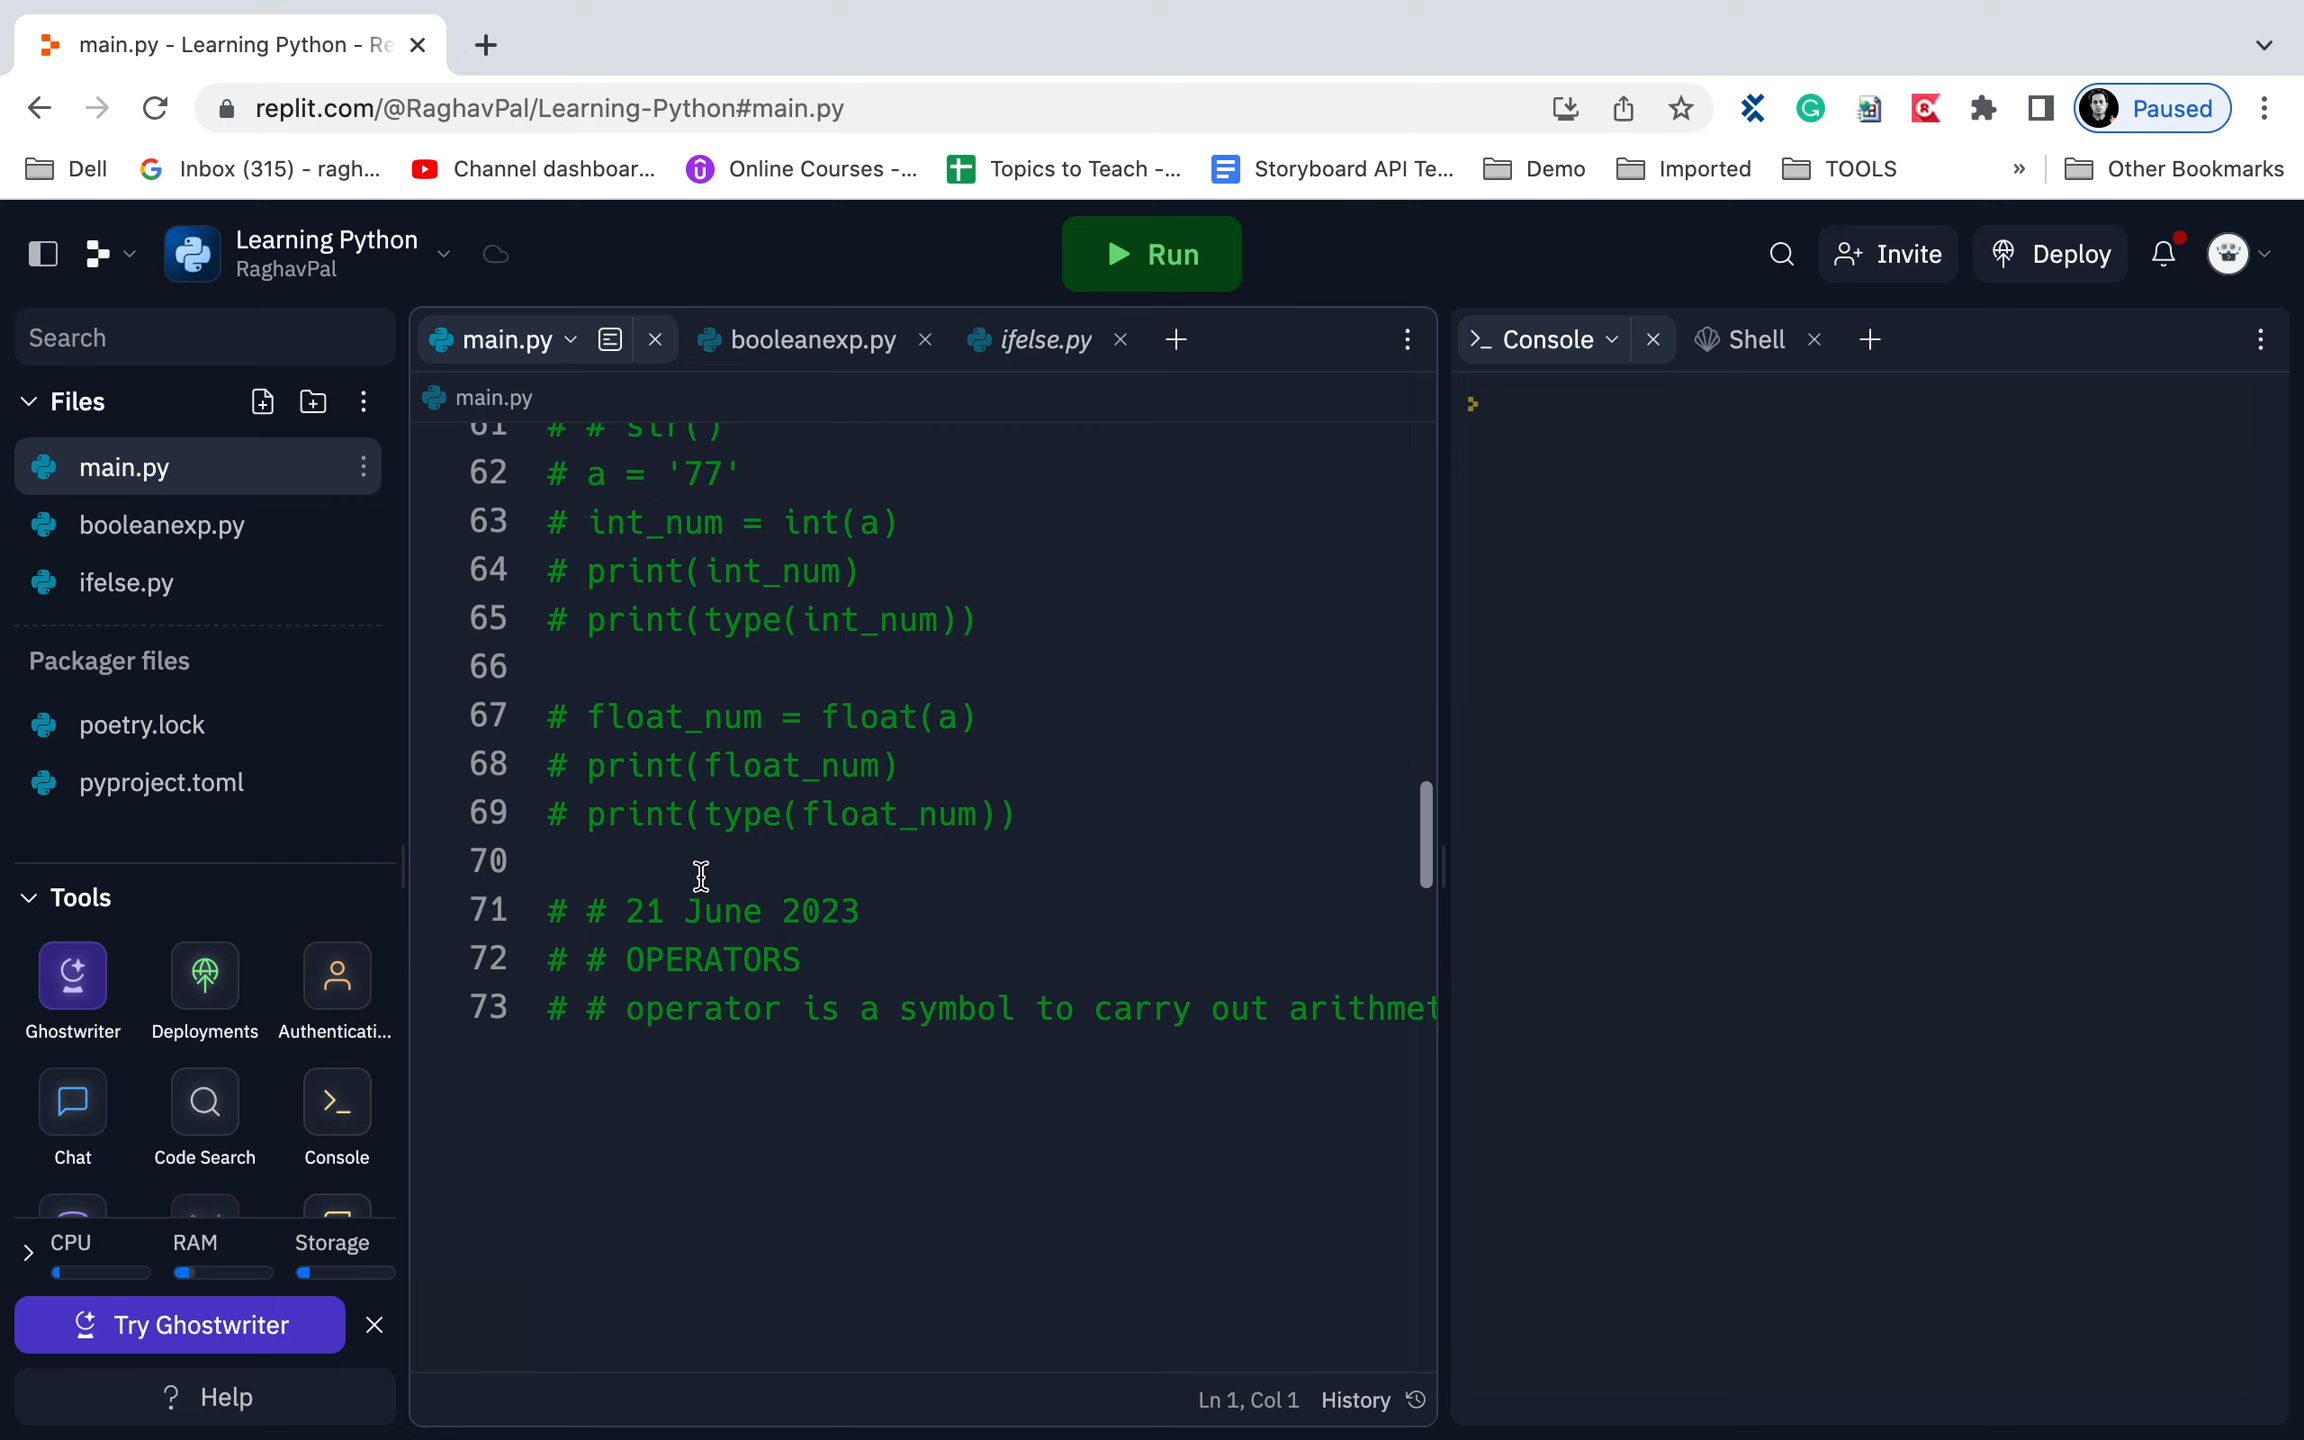 main.py - Learning Python - Re
replit.com/@RaghavPal/Learning-Python#main.py
Paused
Dell
Inbox (315) - ragh...
Channel dashboar...
Online Courses -...
Topics to Teach -...
Storyboard API Te...
Demo
Imported
TOOLS
»
Other Bookmarks
Learning Python
RaghavPal
Run
Invite
Deploy
Search
Files
main.py
booleanexp.py
ifelse.py
Packager files
poetry.lock
pyproject.toml
Tools
Ghostwriter
Deployments
Authenticati...
Chat
Code Search
Console
CPU
RAM
Storage
Try Ghostwriter
? Help
main.py
booleanexp.py
ifelse.py
main.py
61 # # str()
62 # a = '77'
63 # int_num = int(a)
64 # print(int_num)
65 # print(type(int_num))
66
67 # float_num = float(a)
68 # print(float_num)
69 # print(type(float_num))
70
71 # # 21 June 2023
72 # # OPERATORS
73 # # operator is a symbol to carry out arithmet
Ln 1, Col 1 History
Console
Shell